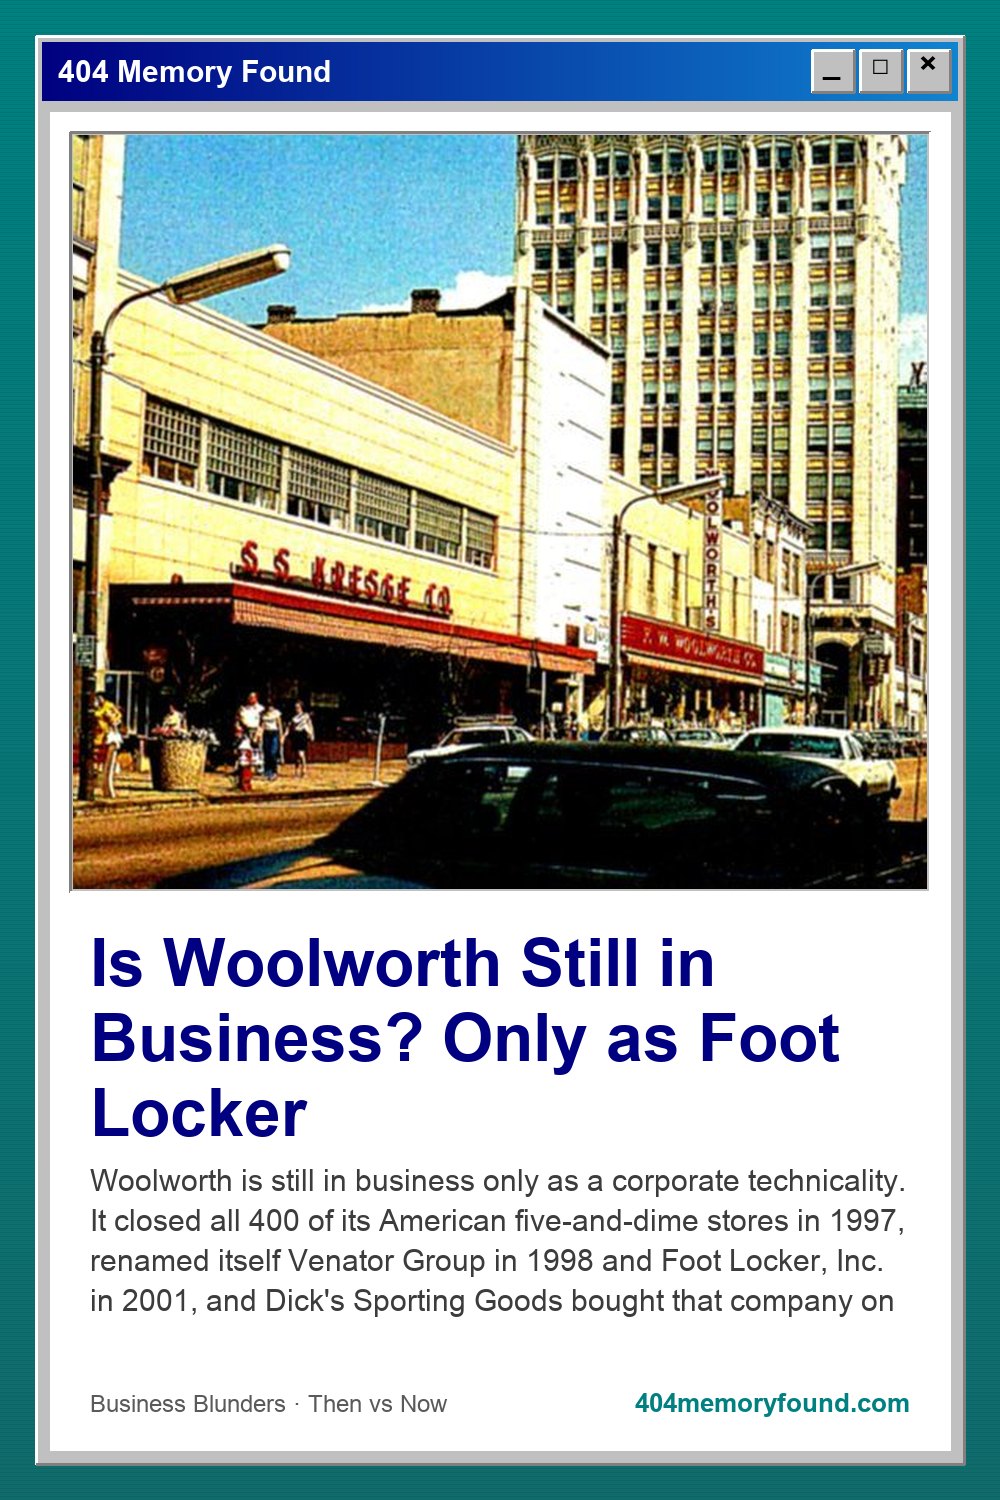 404 Memory Found
S. S. KRESGE CO.
WOOLWORTH'S
F. W. WOOLWORTH CO.
Is Woolworth Still in
Business? Only as Foot
Locker
Woolworth is still in business only as a corporate technicality.
It closed all 400 of its American five-and-dime stores in 1997,
renamed itself Venator Group in 1998 and Foot Locker, Inc.
in 2001, and Dick's Sporting Goods bought that company on
Business Blunders · Then vs Now
404memoryfound.com